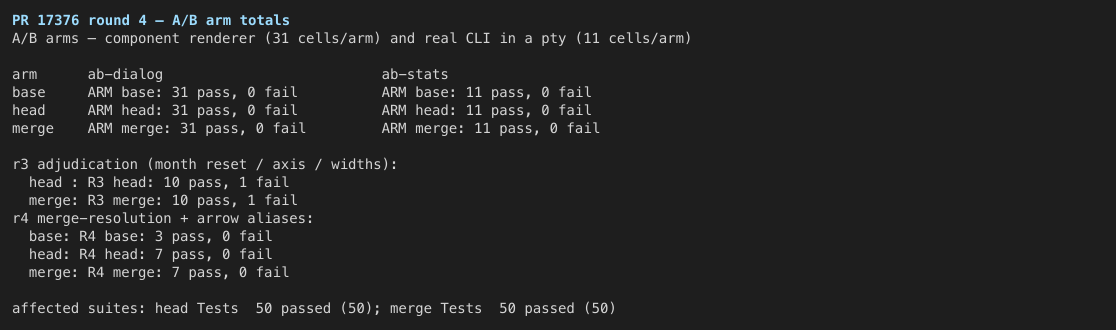 PR 17376 round 4 — A/B arm totals
A/B arms — component renderer (31 cells/arm) and real CLI in a pty (11 cells/arm)
arm ab-dialog ab-stats
base ARM base: 31 pass, 0 fail ARM base: 11 pass, 0 fail
head ARM head: 31 pass, 0 fail ARM head: 11 pass, 0 fail
merge ARM merge: 31 pass, 0 fail ARM merge: 11 pass, 0 fail
r3 adjudication (month reset / axis / widths):
head : R3 head: 10 pass, 1 fail
merge: R3 merge: 10 pass, 1 fail
r4 merge-resolution + arrow aliases:
base: R4 base: 3 pass, 0 fail
head: R4 head: 7 pass, 0 fail
merge: R4 merge: 7 pass, 0 fail
affected suites: head Tests 50 passed (50); merge Tests 50 passed (50)